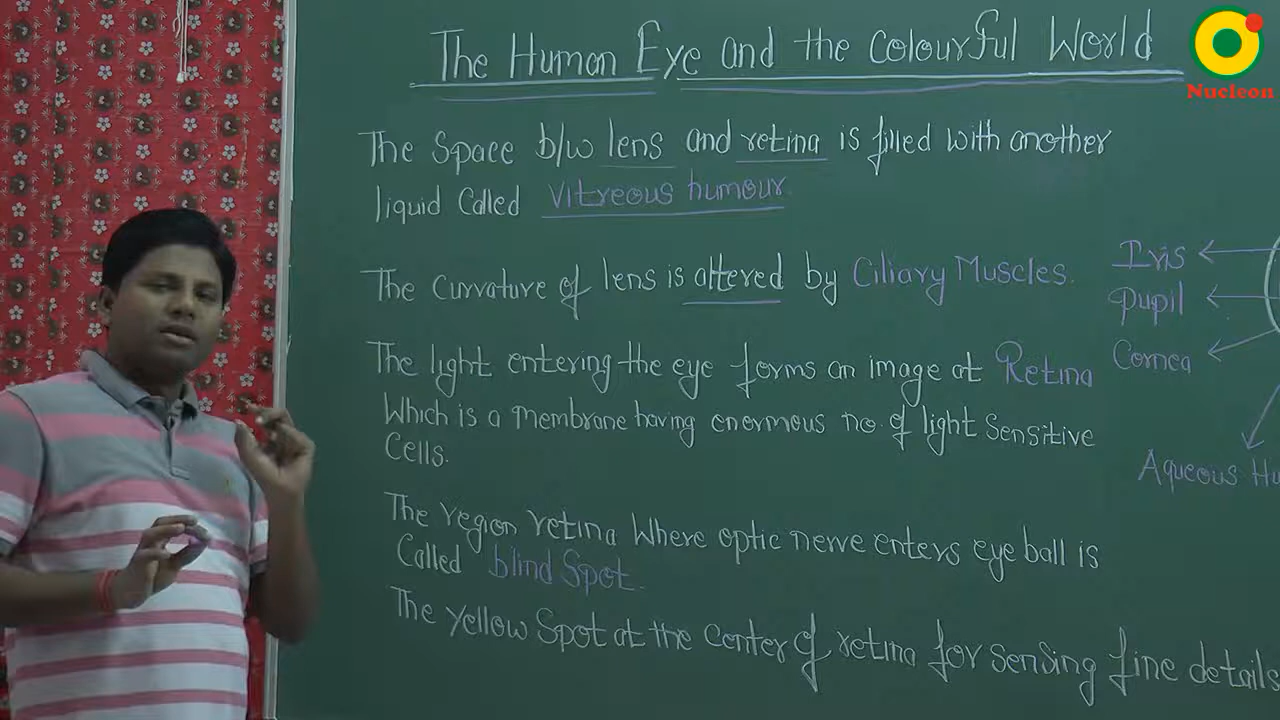 The Human Eye and the Colourful World
Nucleon
The Space b/w lens and retina is filled with another
liquid Called Vitreous humour
The Curvature of lens is altered by Ciliary Muscles.
The light entering the eye forms an image at Retina
Which is a membrane having enormous no of light Sensitive
Cells.
The region retina Where optic nerve enters eye ball is
Called blind Spot.
The Yellow Spot at the Center of retina for sensing fine details
Iris
Pupil
Cornea
Aqueous Hu